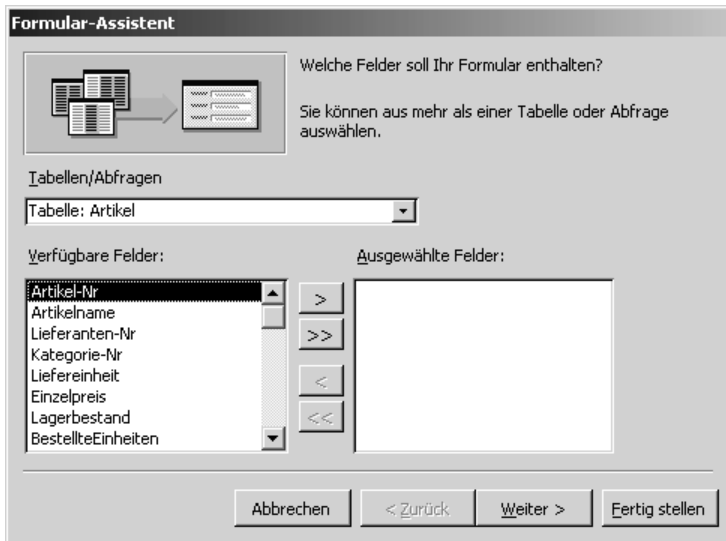 Formular-Assistent
Welche Felder soll Ihr Formular enthalten?
Sie können aus mehr als einer Tabelle oder Abfrage
auswählen.
Tabellen/Abfragen
Tabelle: Artikel
Verfügbare Felder:
Ausgewählte Felder:
Artikel-Nr
Artikelname
Lieferanten-Nr
Kategorie-Nr
Liefereinheit
Einzelpreis
Lagerbestand
BestellteEinheiten
>
>>
<
<<
Abbrechen
< Zurück
Weiter >
Fertig stellen